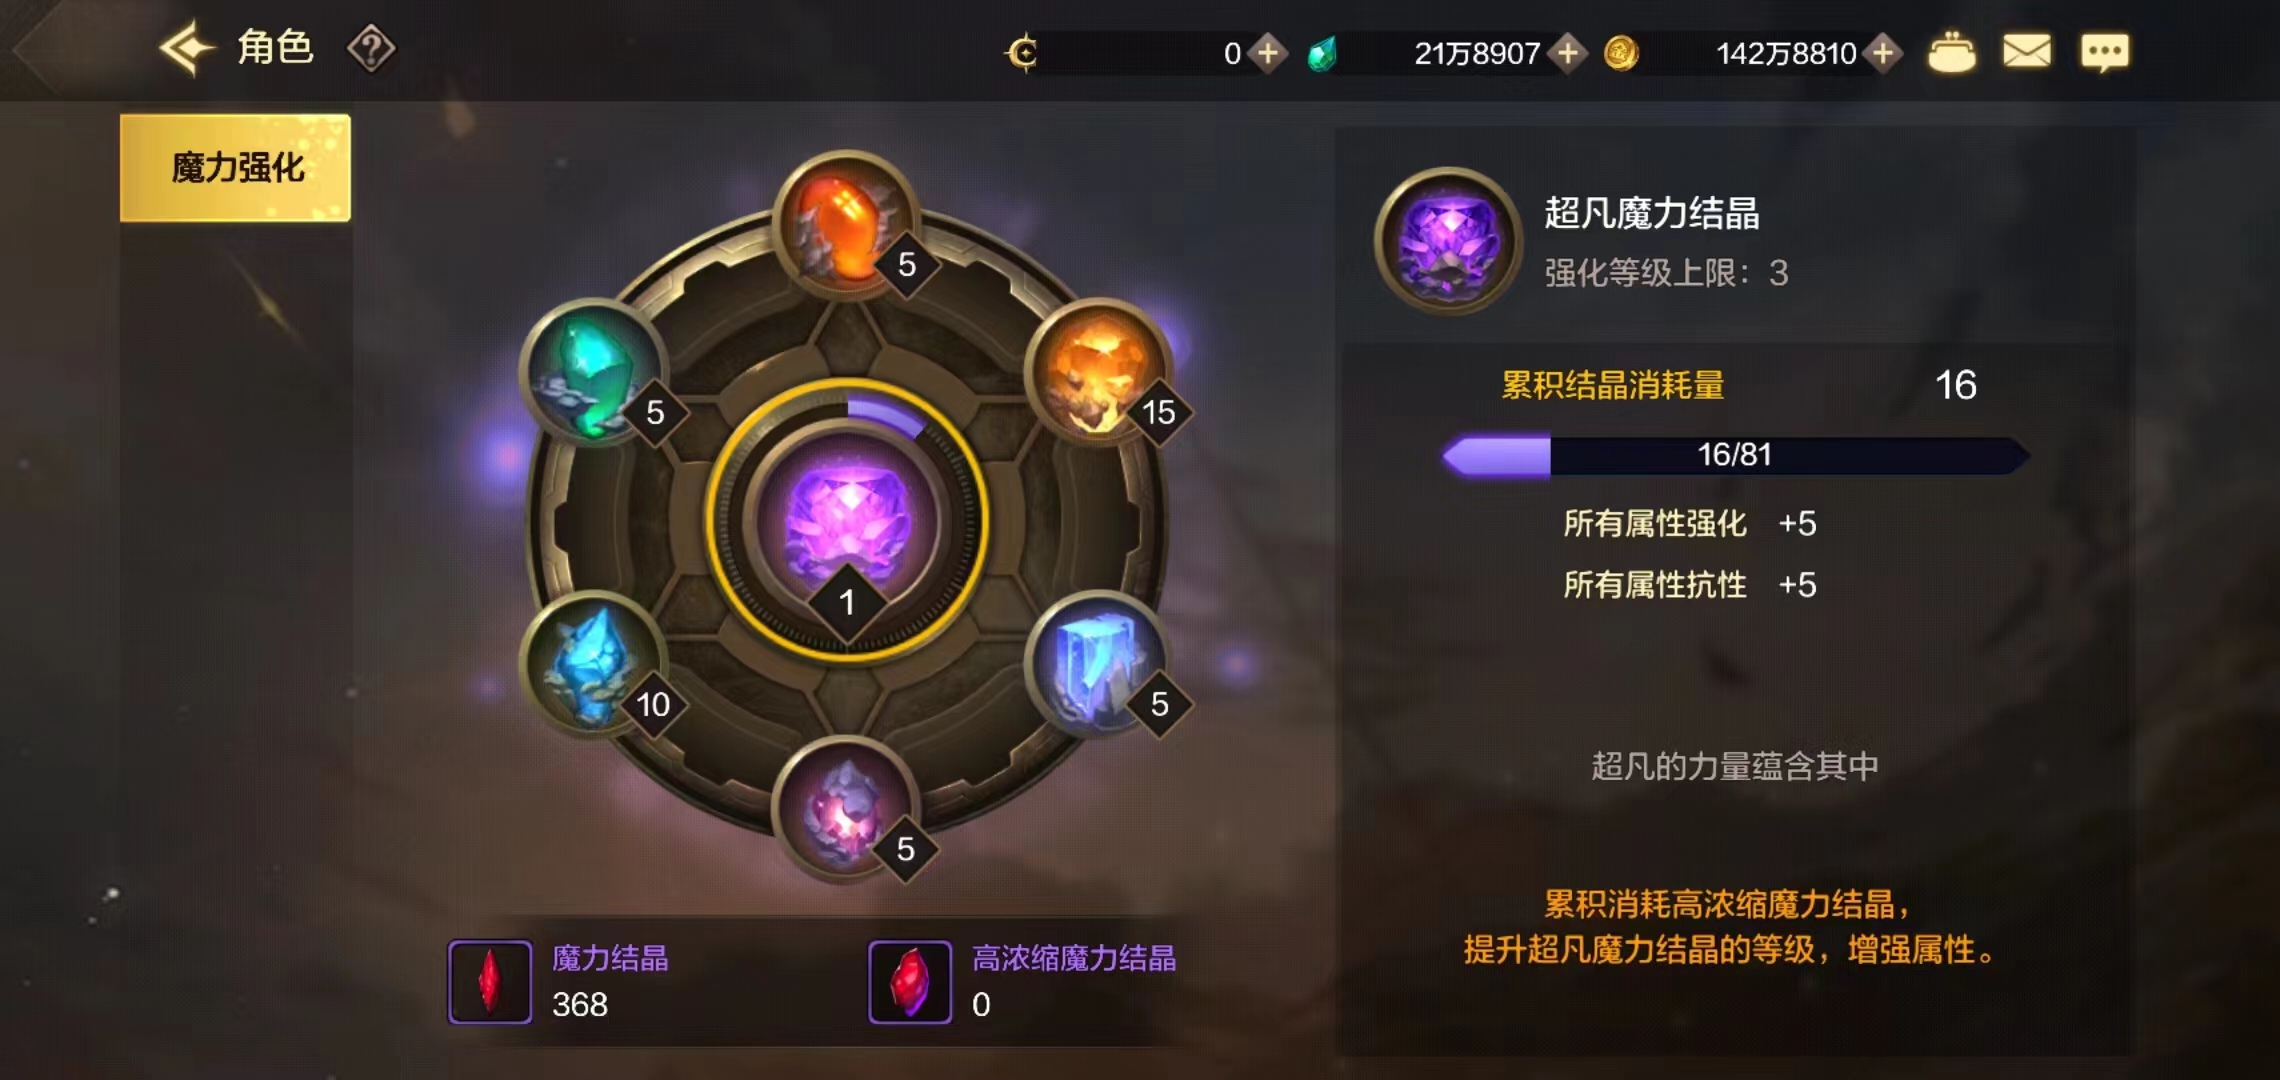 角色
0
21万8907
142万8810
魔力强化
5
5
15
1
10
5
5
魔力结晶
368
高浓缩魔力结晶
0
超凡魔力结晶
强化等级上限：3
累积结晶消耗量 16
16/81
所有属性强化 +5
所有属性抗性 +5
超凡的力量蕴含其中
累积消耗高浓缩魔力结晶，
提升超凡魔力结晶的等级，增强属性。